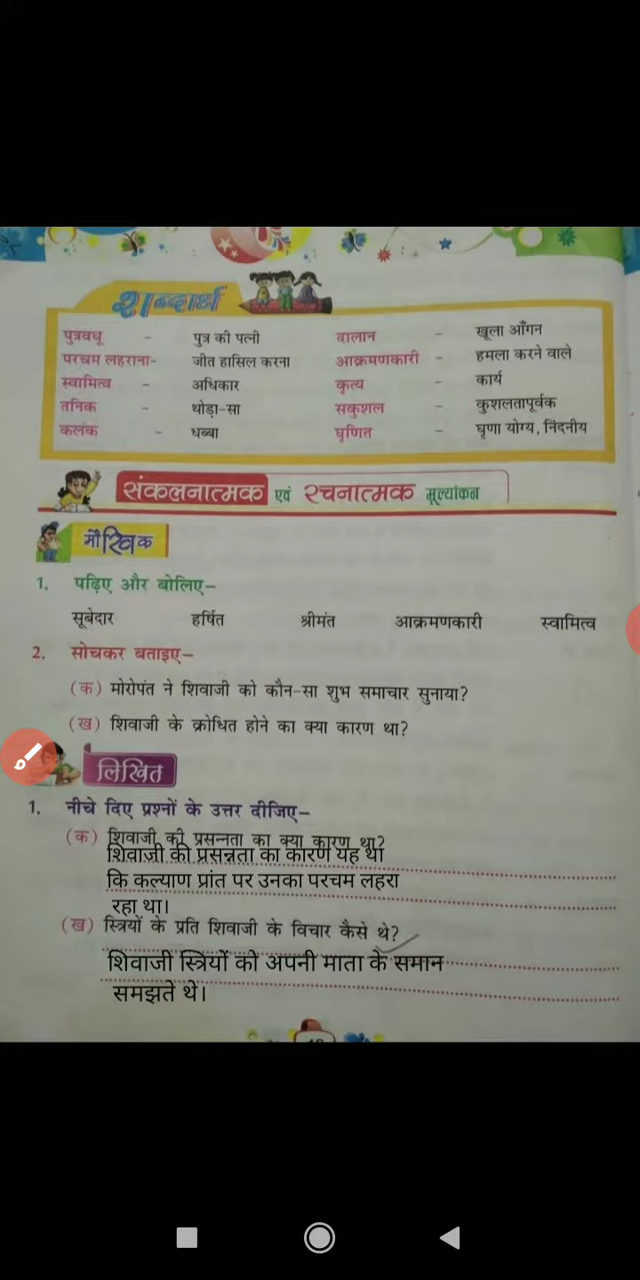 शब्दार्थ
पुत्रवधू - पुत्र की पत्नी वालान - खूला आँगन
परचम लहराना- जीत हासिल करना आक्रमणकारी - हमला करने वाले
स्वामित्व - अधिकार कृत्य - कार्य
तनिक - थोड़ा-सा सकुशल - कुशलतापूर्वक
कलंक - धब्बा घृणित - घृणा योग्य, निंदनीय
संकलनात्मक एवं रचनात्मक मूल्यांकन
मौखिक
1. पढ़िए और बोलिए–
सूबेदार हर्षित श्रीमंत आक्रमणकारी स्वामित्व
2. सोचकर बताइए–
(क) मोरोपंत ने शिवाजी को कौन-सा शुभ समाचार सुनाया?
(ख) शिवाजी के क्रोधित होने का क्या कारण था?
लिखित
1. नीचे दिए प्रश्नों के उत्तर दीजिए–
(क) शिवाजी की प्रसन्नता का क्या कारण था?
शिवाजी की प्रसन्नता का कारण यह था
कि कल्याण प्रांत पर उनका परचम लहरा
रहा था।
(ख) स्त्रियों के प्रति शिवाजी के विचार कैसे थे?
शिवाजी स्त्रियों को अपनी माता के समान
समझते थे।